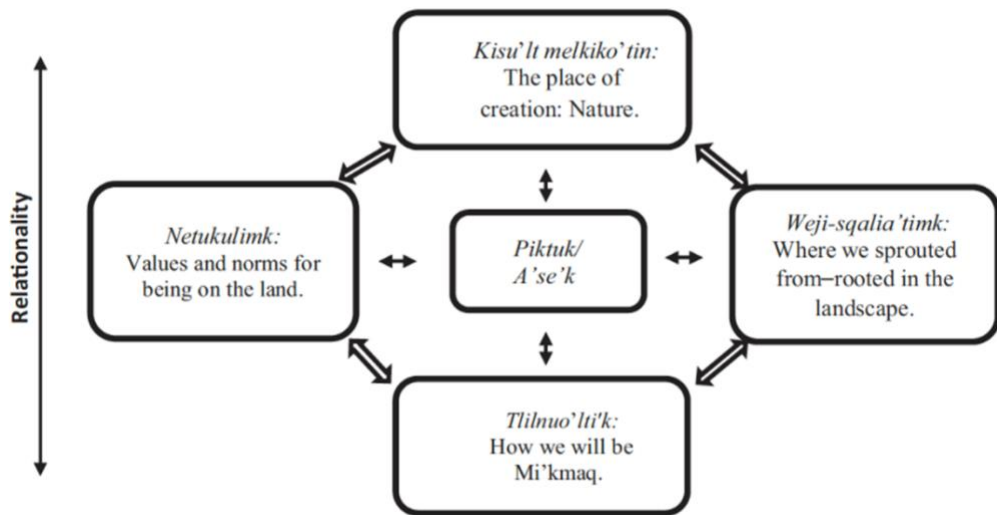 Kisu’lt melkiko’tin:
The place of
creation: Nature.
Relationality
Netukulimk:
Values and norms for
being on the land.
Piktuk/
A’se’k
Weji-sqalia’timk:
Where we sprouted
from–rooted in the
landscape.
Tlilnuo’lti'k:
How we will be
Mi’kmaq.